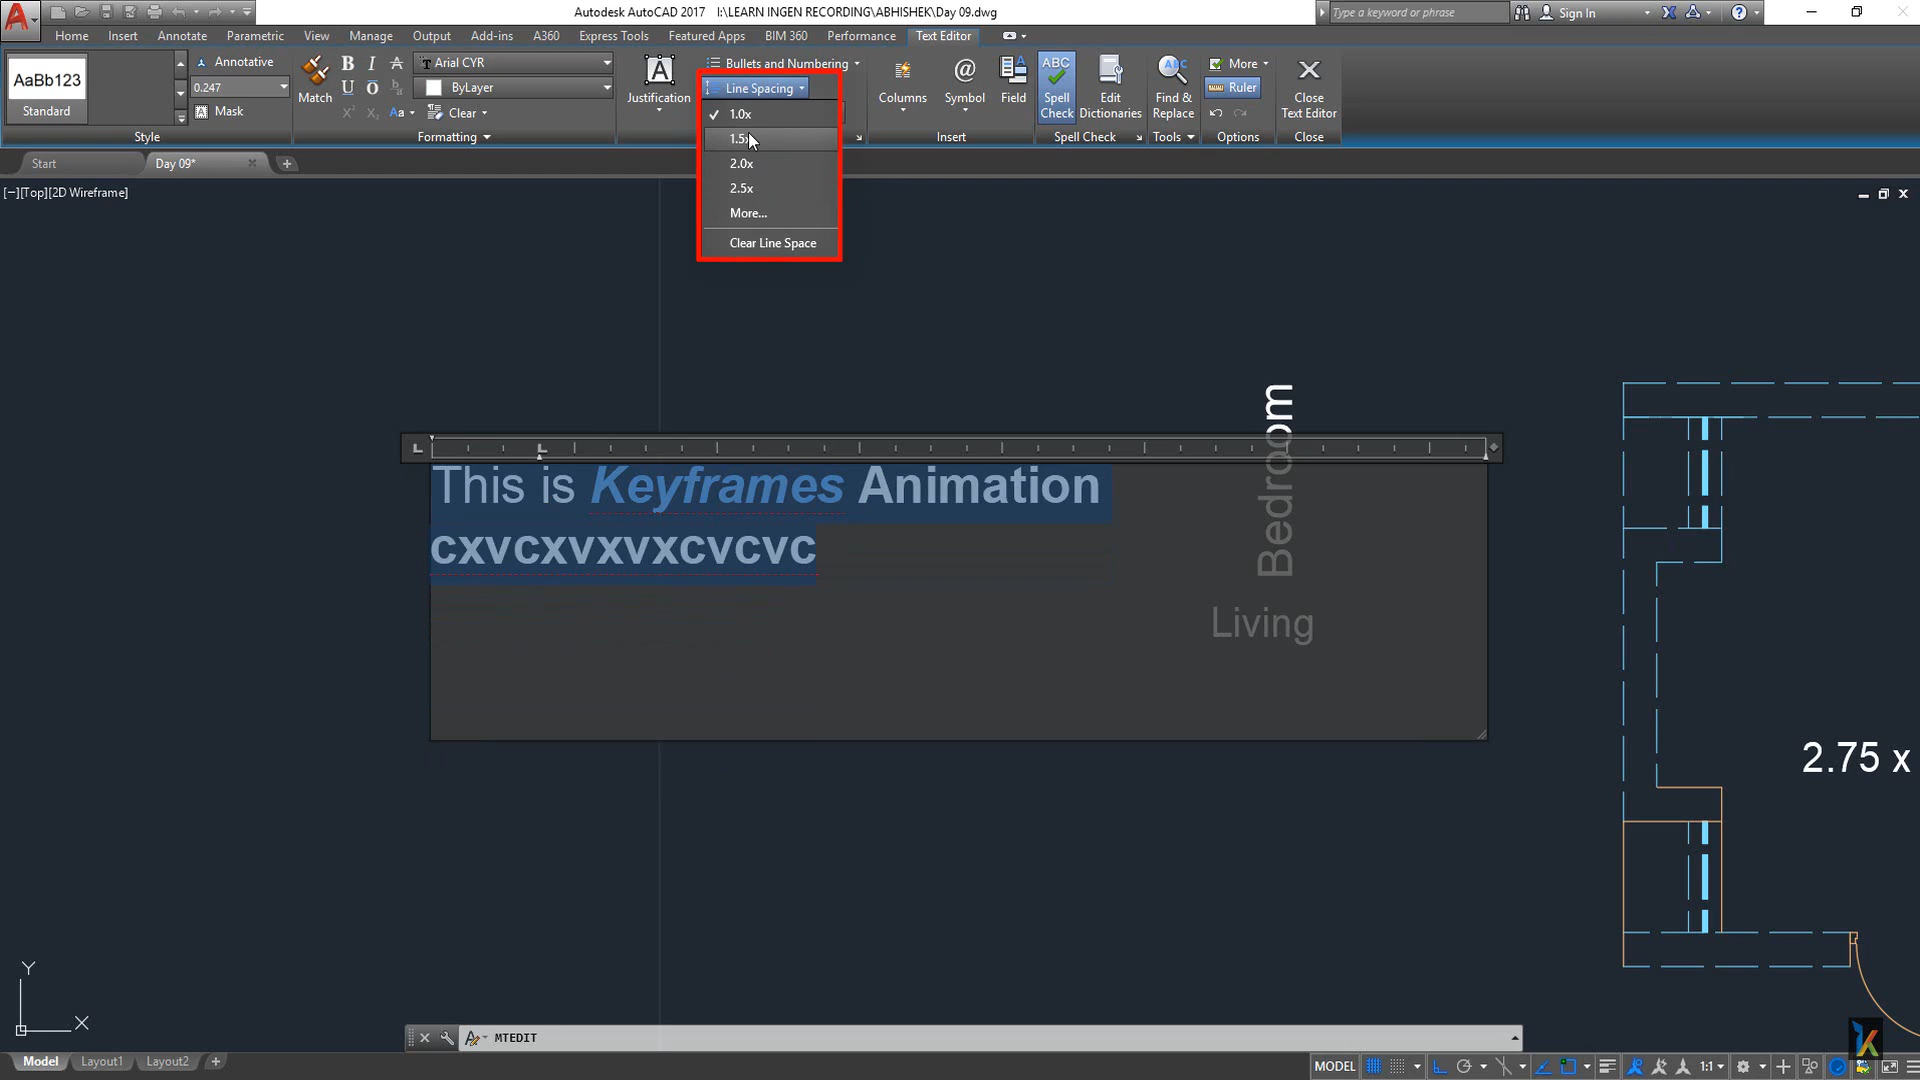 Autodesk AutoCAD 2017 I:\LEARN INGEN RECORDING\ABHISHEK\Day 09.dwg
Type a keyword or phrase
Sign In
Home Insert Annotate Parametric View Manage Output Add-ins A360 Express Tools Featured Apps BIM 360 Performance Text Editor
AaBb123
Standard
Annotative
0.247
Mask
Style
Match
B I A
U O
Aa
Arial CYR
ByLayer
Clear
Formatting
Justification
Bullets and Numbering
Line Spacing
1.0x
1.5x
2.0x
2.5x
More...
Clear Line Space
Columns
@
Symbol
Field
Insert
ABC
Spell
Check
Edit
Dictionaries
Spell Check
ABC
Find &
Replace
Tools
More
Ruler
Options
Close
Text Editor
Close
Start
Day 09*
[−][Top][2D Wireframe]
This is Keyframes Animation
cxvcxvxvxcvcvc
Bedroom
Living
2.75 x
Y
X
MTEDIT
Model Layout1 Layout2
MODEL
1:1